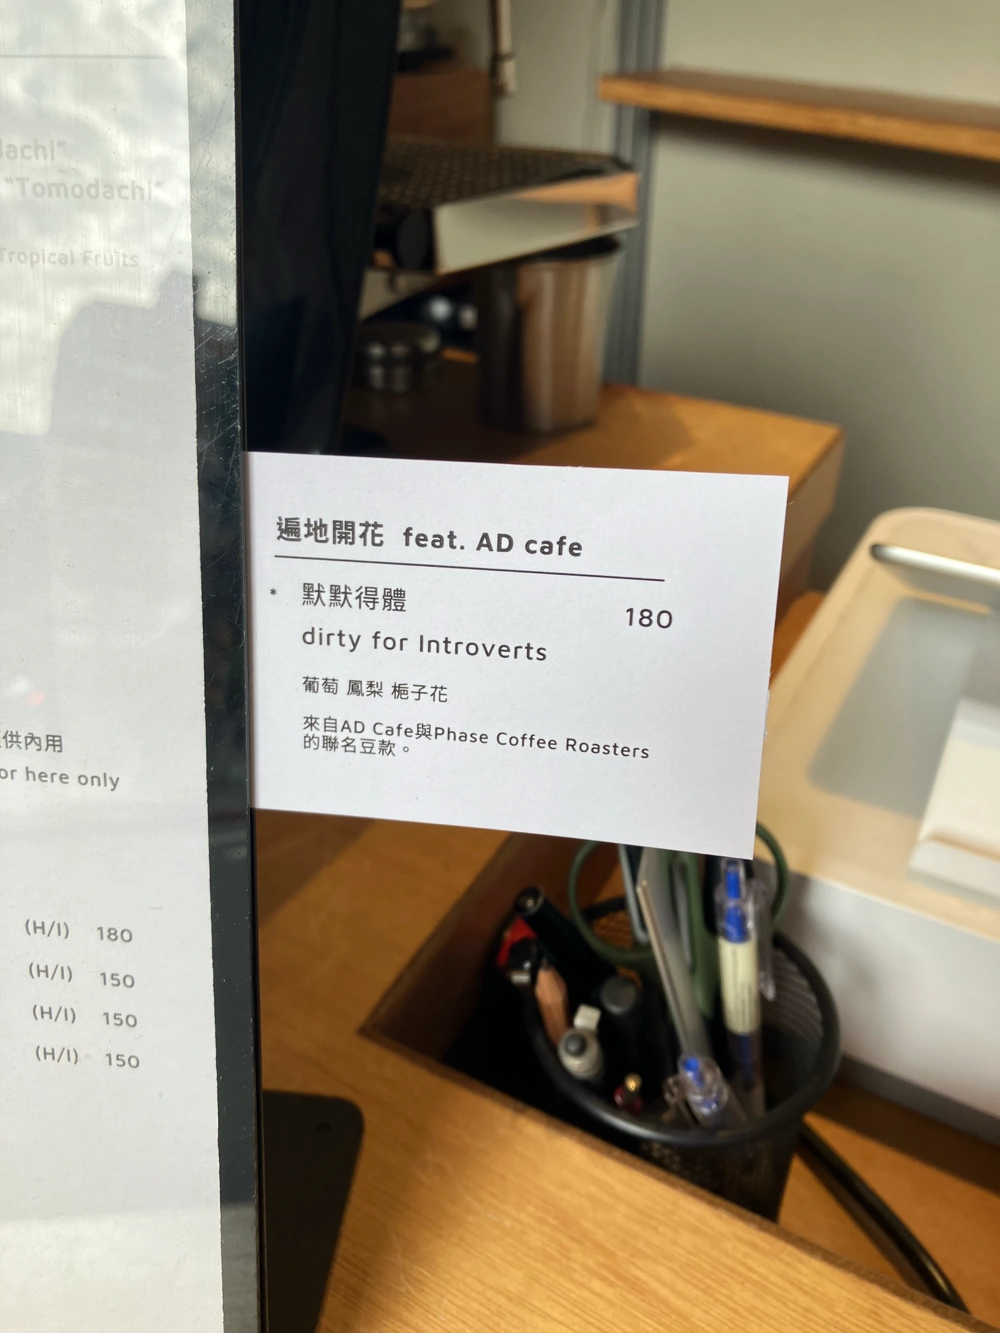 "Tomodachi"
Tropical Fruits
供內用
or here only
(H/I) 180
(H/I) 150
(H/I) 150
(H/I) 150
遍地開花 feat. AD cafe
* 默默得體 180
dirty for Introverts
葡萄 鳳梨 梔子花
來自AD Cafe與Phase Coffee Roasters
的聯名豆款。